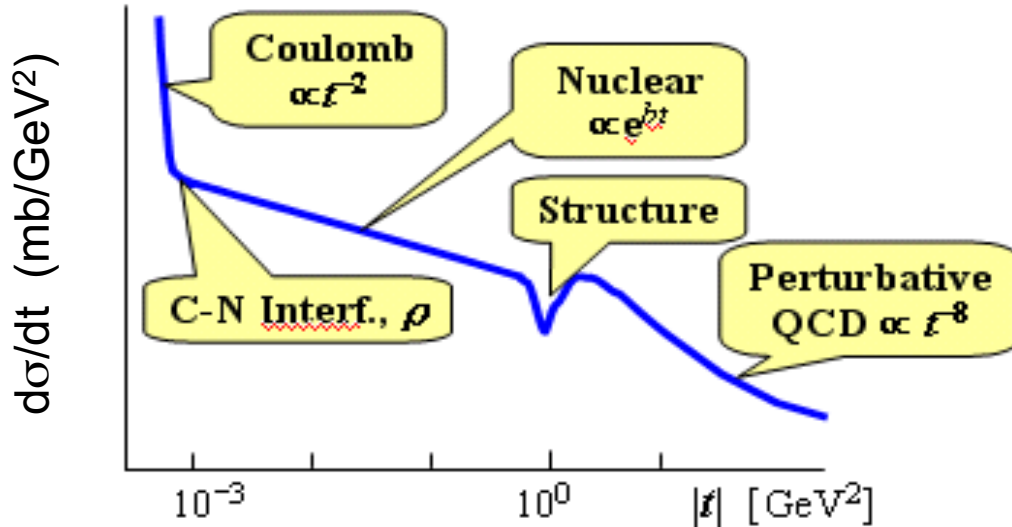 dσ/dt (mb/GeV²)
Coulomb
∝t⁻²
Nuclear
∝e^bt
Structure
C-N Interf., ρ
Perturbative
QCD ∝ t⁻⁸
10⁻³
10⁰
|t| [GeV²]